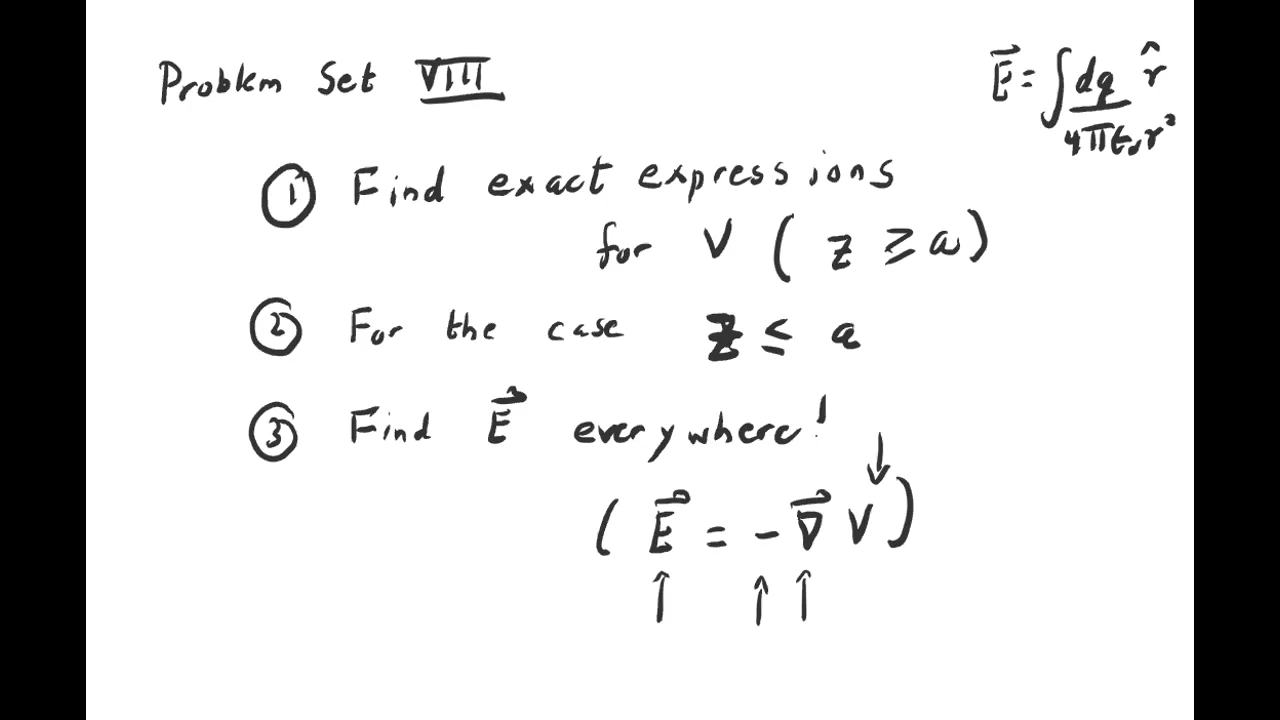 Problem Set VIII
E⃗ = ∫ dq r̂ / 4πε₀r²
① Find exact expressions
for V ( z ≥ a )
② For the case z ≤ a
③ Find E⃗ everywhere!
( E⃗ = - ∇⃗ V )